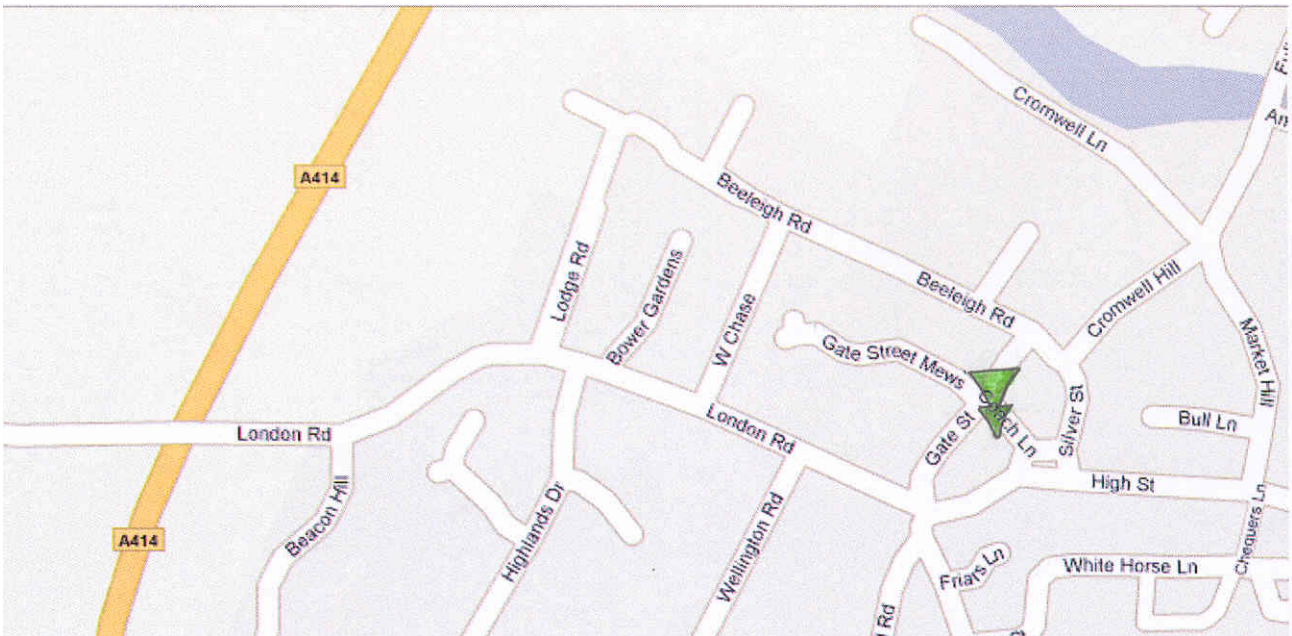 Cromwell Ln
A414
Beeleigh Rd
Lodge Rd
Bower Gardens
W Chase
Beeleigh Rd
Cromwell Hill
Gate Street Mews
Market Hill
London Rd
London Rd
Gate St
Silver St
Bull Ln
High St
Beacon Hill
Highlands Dr
Wellington Rd
Chequers Ln
A414
Friars Ln
White Horse Ln
Rd